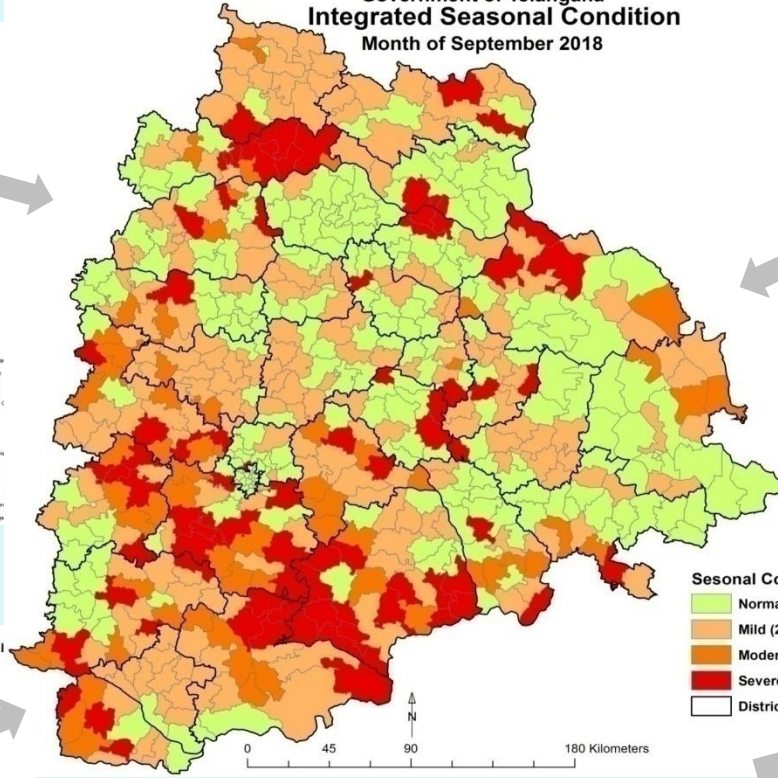 Integrated Seasonal Condition
Month of September 2018
Sesonal Co
Norma
Mild (2
Moder
Severe
Distric
N
0 45 90 180 Kilometers